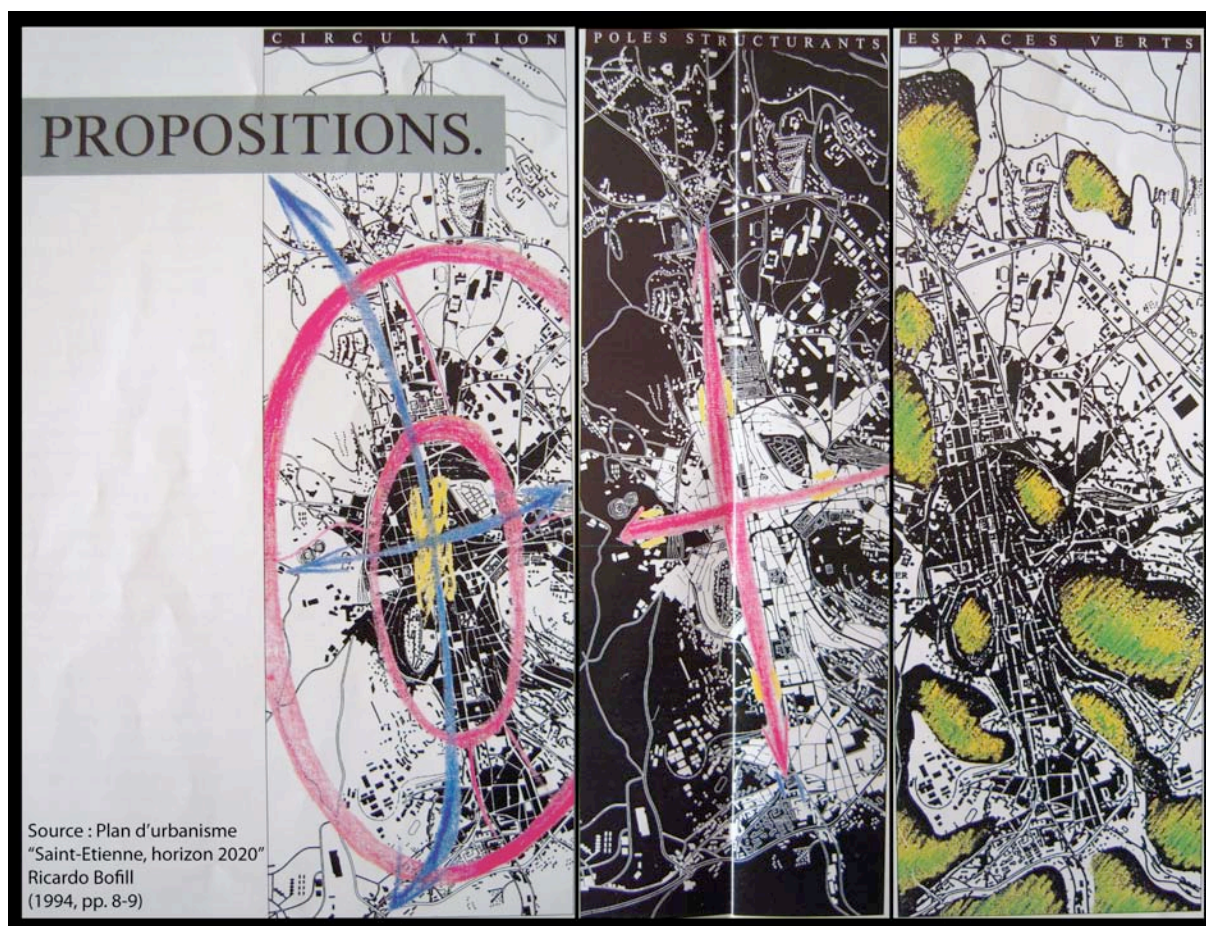 CIRCULATION
POLES STRUCTURANTS
ESPACES VERTS
PROPOSITIONS.
Source : Plan d'urbanisme
"Saint-Etienne, horizon 2020"
Ricardo Bofill
(1994, pp. 8-9)